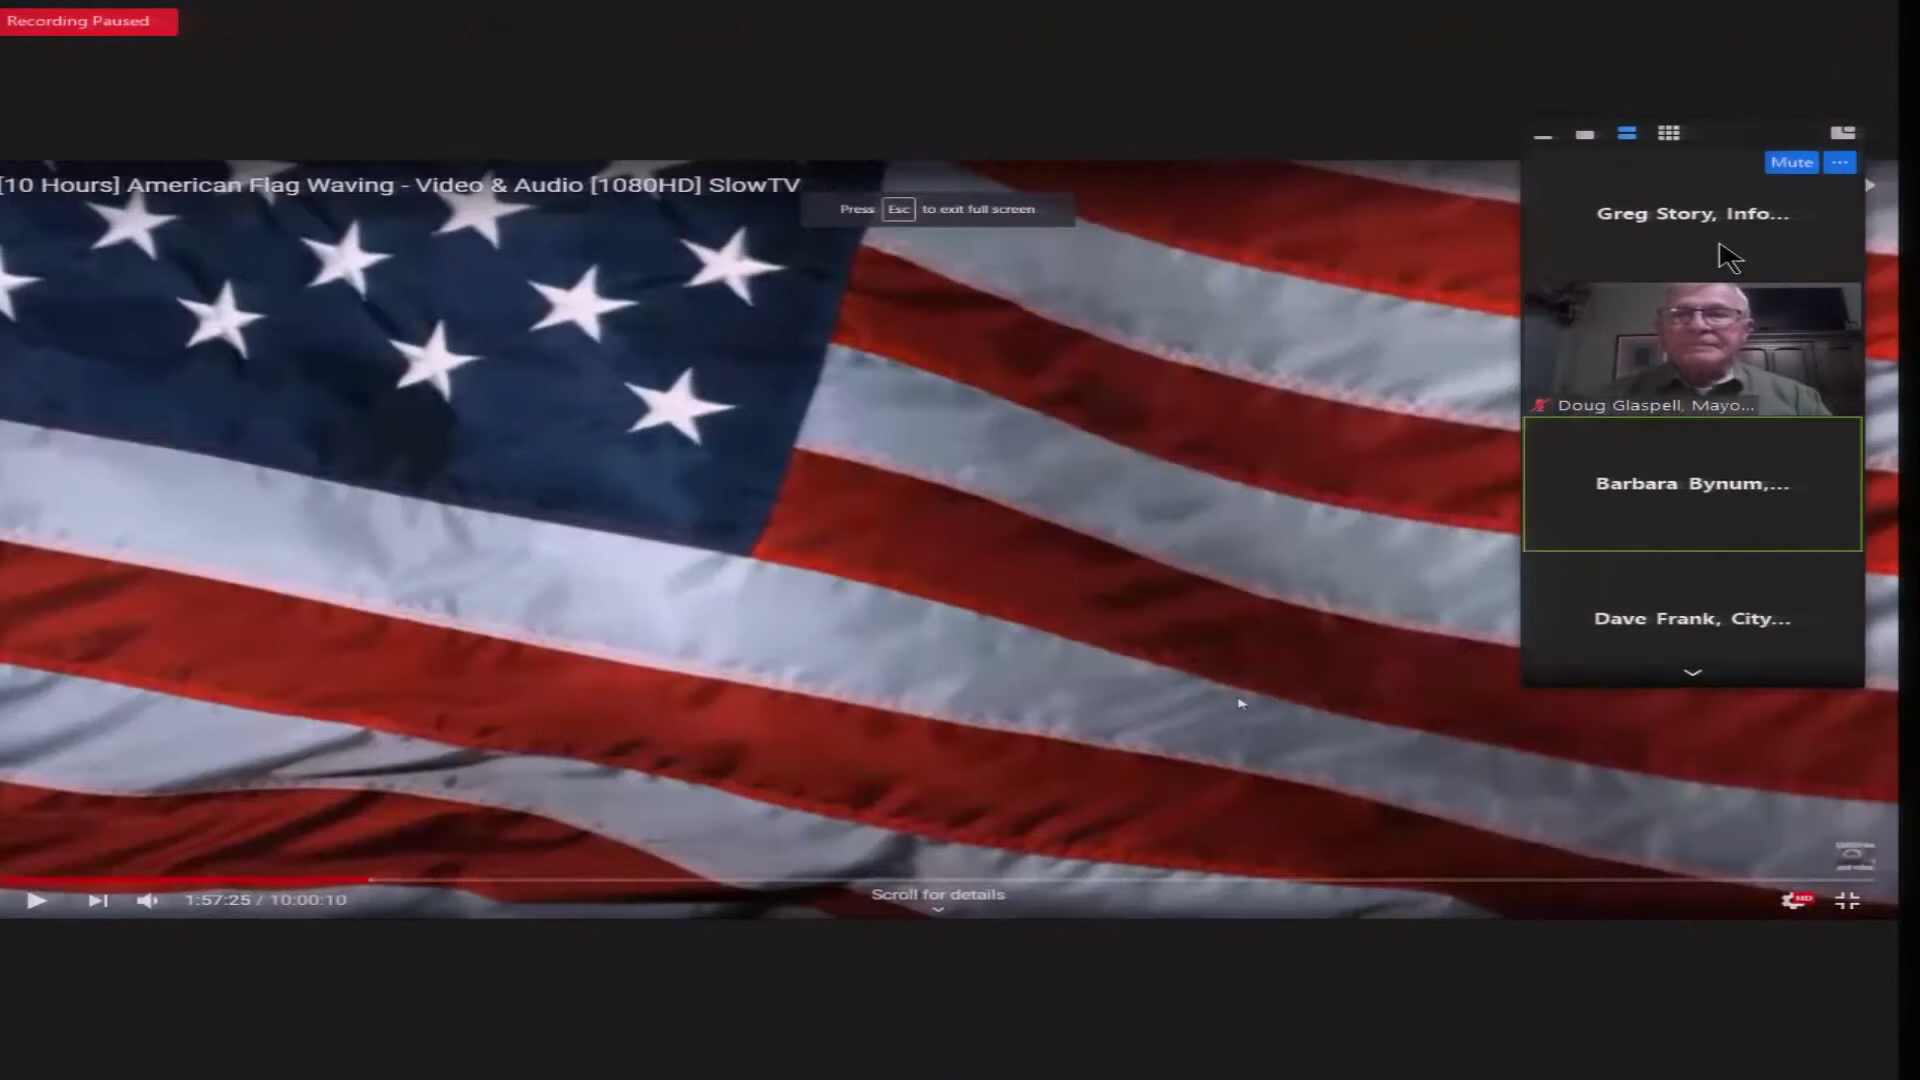 Recording Paused
[10 Hours] American Flag Waving - Video & Audio [1080HD] SlowTV
Press Esc to exit full screen
Mute ...
Greg Story, Info...
Doug Glaspell, Mayo...
Barbara Bynum,...
Dave Frank, City...
Scroll for details
1:57:25 / 10:00:10
HD